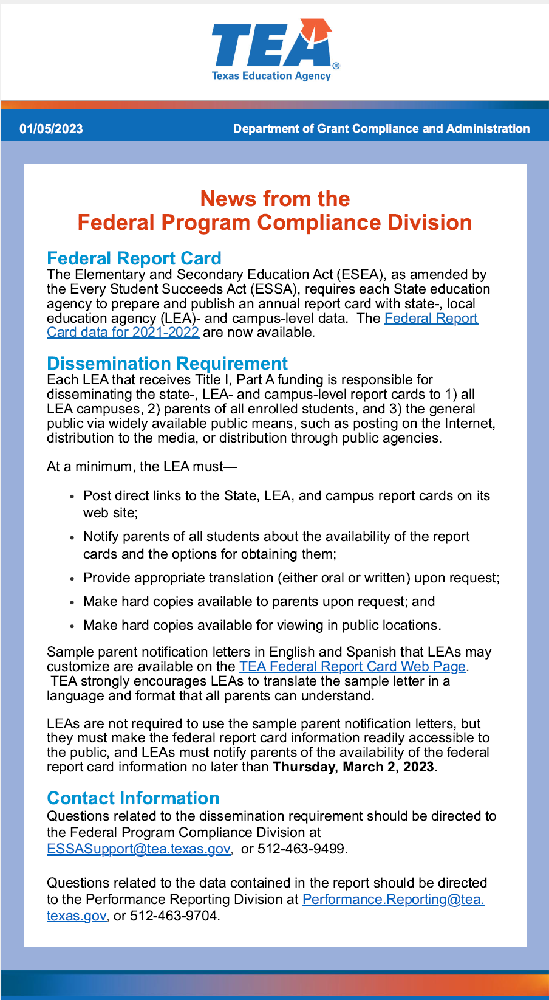 TEA®
Texas Education Agency
01/05/2023 Department of Grant Compliance and Administration
News from the
Federal Program Compliance Division
Federal Report Card
The Elementary and Secondary Education Act (ESEA), as amended by
the Every Student Succeeds Act (ESSA), requires each State education
agency to prepare and publish an annual report card with state-, local
education agency (LEA)- and campus-level data.  The Federal Report
Card data for 2021-2022 are now available.
Dissemination Requirement
Each LEA that receives Title I, Part A funding is responsible for
disseminating the state-, LEA- and campus-level report cards to 1) all
LEA campuses, 2) parents of all enrolled students, and 3) the general
public via widely available public means, such as posting on the Internet,
distribution to the media, or distribution through public agencies.
At a minimum, the LEA must—
• Post direct links to the State, LEA, and campus report cards on its
web site;
• Notify parents of all students about the availability of the report
cards and the options for obtaining them;
• Provide appropriate translation (either oral or written) upon request;
• Make hard copies available to parents upon request; and
• Make hard copies available for viewing in public locations.
Sample parent notification letters in English and Spanish that LEAs may
customize are available on the TEA Federal Report Card Web Page.
TEA strongly encourages LEAs to translate the sample letter in a
language and format that all parents can understand.
LEAs are not required to use the sample parent notification letters, but
they must make the federal report card information readily accessible to
the public, and LEAs must notify parents of the availability of the federal
report card information no later than Thursday, March 2, 2023.
Contact Information
Questions related to the dissemination requirement should be directed to
the Federal Program Compliance Division at
ESSASupport@tea.texas.gov,  or 512-463-9499.
Questions related to the data contained in the report should be directed
to the Performance Reporting Division at Performance.Reporting@tea.
texas.gov, or 512-463-9704.